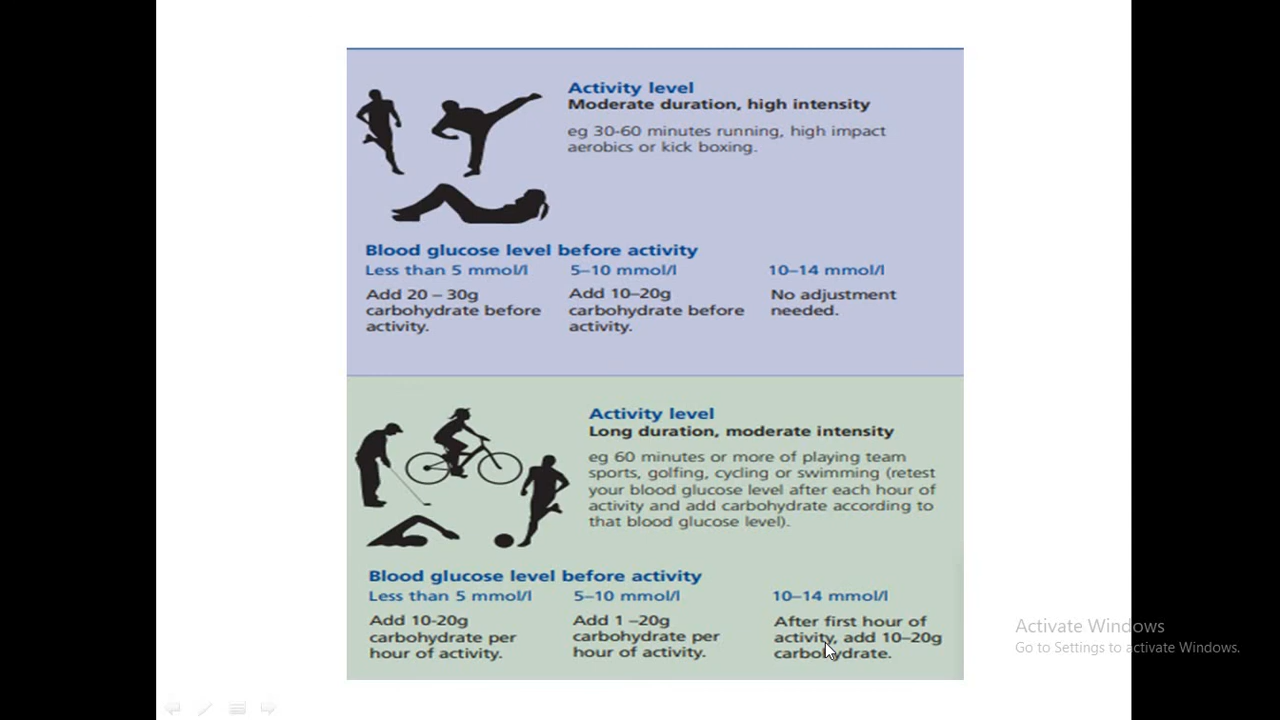 Activity level
Moderate duration, high intensity
eg 30-60 minutes running, high impact
aerobics or kick boxing.
Blood glucose level before activity
Less than 5 mmol/l
5–10 mmol/l
10–14 mmol/l
Add 20 – 30g
carbohydrate before
activity.
Add 10–20g
carbohydrate before
activity.
No adjustment
needed.
Activity level
Long duration, moderate intensity
eg 60 minutes or more of playing team
sports, golfing, cycling or swimming (retest
your blood glucose level after each hour of
activity and add carbohydrate according to
that blood glucose level).
Blood glucose level before activity
Less than 5 mmol/l
5–10 mmol/l
10–14 mmol/l
Add 10-20g
carbohydrate per
hour of activity.
Add 1 –20g
carbohydrate per
hour of activity.
After first hour of
activity, add 10–20g
carbohydrate.
Activate Windows
Go to Settings to activate Windows.